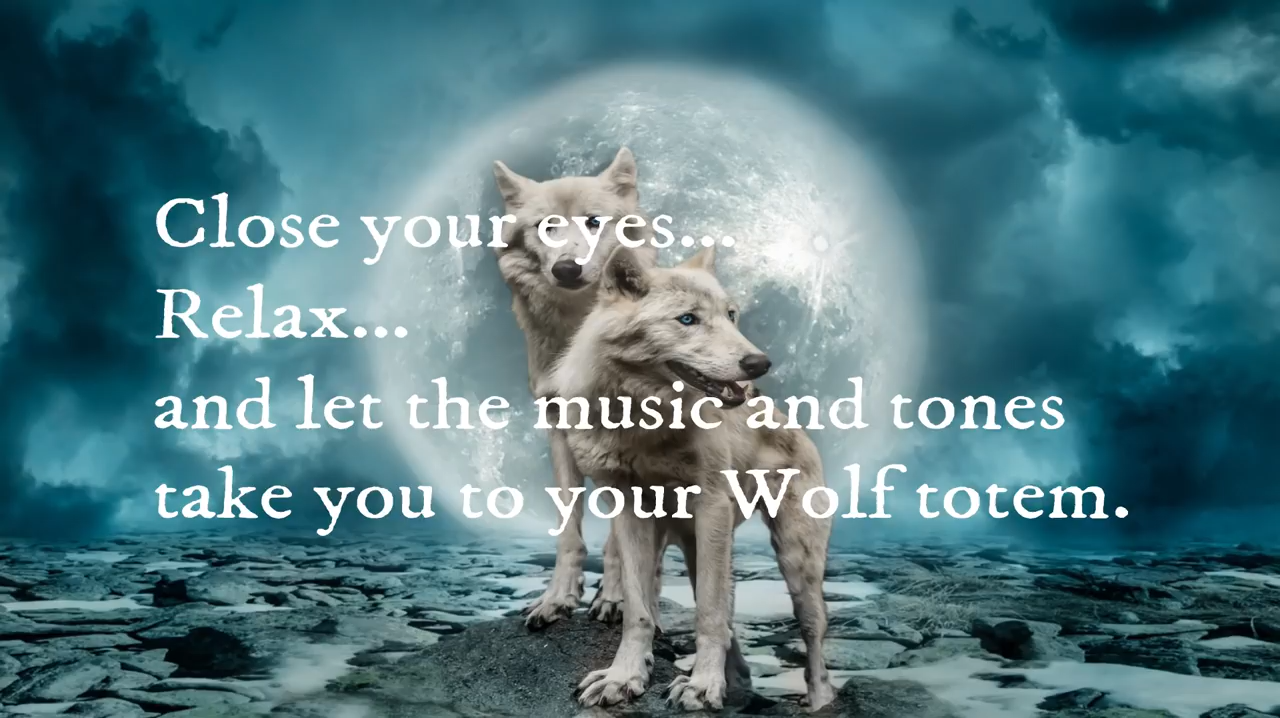 Close your eyes...
Relax...
and let the music and tones
take you to your Wolf totem.